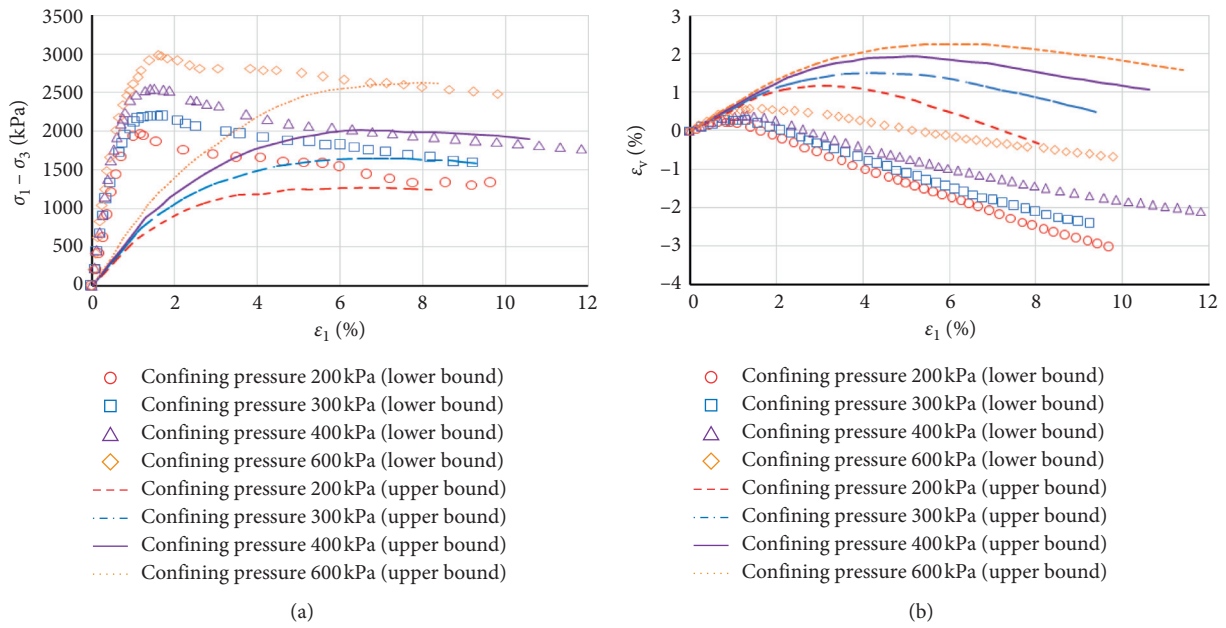 3500
3000
2500
2000
1500
1000
500
0
σ1 – σ3 (kPa)
0 2 4 6 8 10 12
ε1 (%)
Confining pressure 200 kPa (lower bound)
Confining pressure 300 kPa (lower bound)
Confining pressure 400 kPa (lower bound)
Confining pressure 600 kPa (lower bound)
Confining pressure 200 kPa (upper bound)
Confining pressure 300 kPa (upper bound)
Confining pressure 400 kPa (upper bound)
Confining pressure 600 kPa (upper bound)
(a)
3
2
1
0
–1
–2
–3
–4
εv (%)
0 2 4 6 8 10 12
ε1 (%)
Confining pressure 200 kPa (lower bound)
Confining pressure 300 kPa (lower bound)
Confining pressure 400 kPa (lower bound)
Confining pressure 600 kPa (lower bound)
Confining pressure 200 kPa (upper bound)
Confining pressure 300 kPa (upper bound)
Confining pressure 400 kPa (upper bound)
Confining pressure 600 kPa (upper bound)
(b)